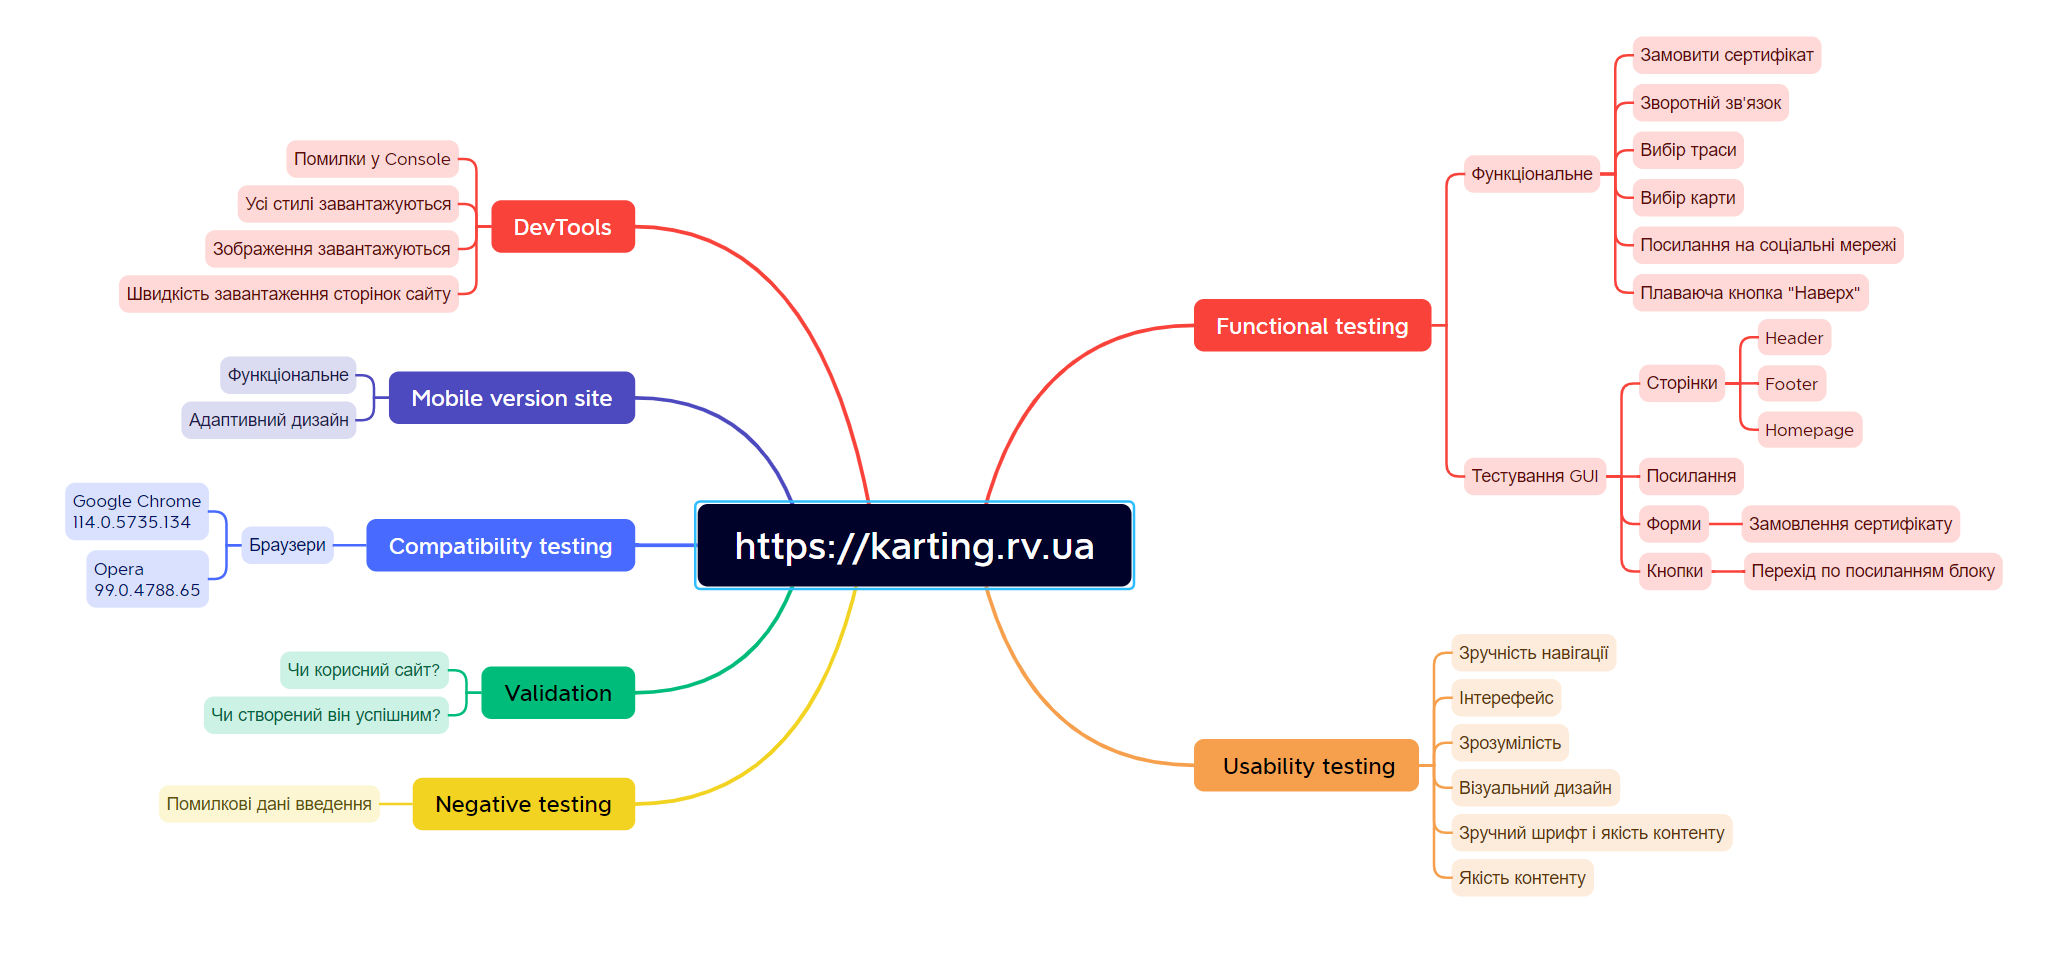 https://karting.rv.ua
DevTools
Помилки у Console
Усі стилі завантажуються
Зображення завантажуються
Швидкість завантаження сторінок сайту
Mobile version site
Функціональне
Адаптивний дизайн
Compatibility testing
Браузери
Google Chrome
114.0.5735.134
Opera
99.0.4788.65
Validation
Чи корисний сайт?
Чи створений він успішним?
Negative testing
Помилкові дані введення
Functional testing
Функціональне
Замовити сертифікат
Зворотній зв'язок
Вибір траси
Вибір карти
Посилання на соціальні мережі
Плаваюча кнопка "Наверх"
Тестування GUI
Сторінки
Header
Footer
Homepage
Посилання
Форми
Замовлення сертифікату
Кнопки
Перехід по посиланням блоку
Usability testing
Зручність навігації
Інтерефейс
Зрозумілість
Візуальний дизайн
Зручний шрифт і якість контенту
Якість контенту